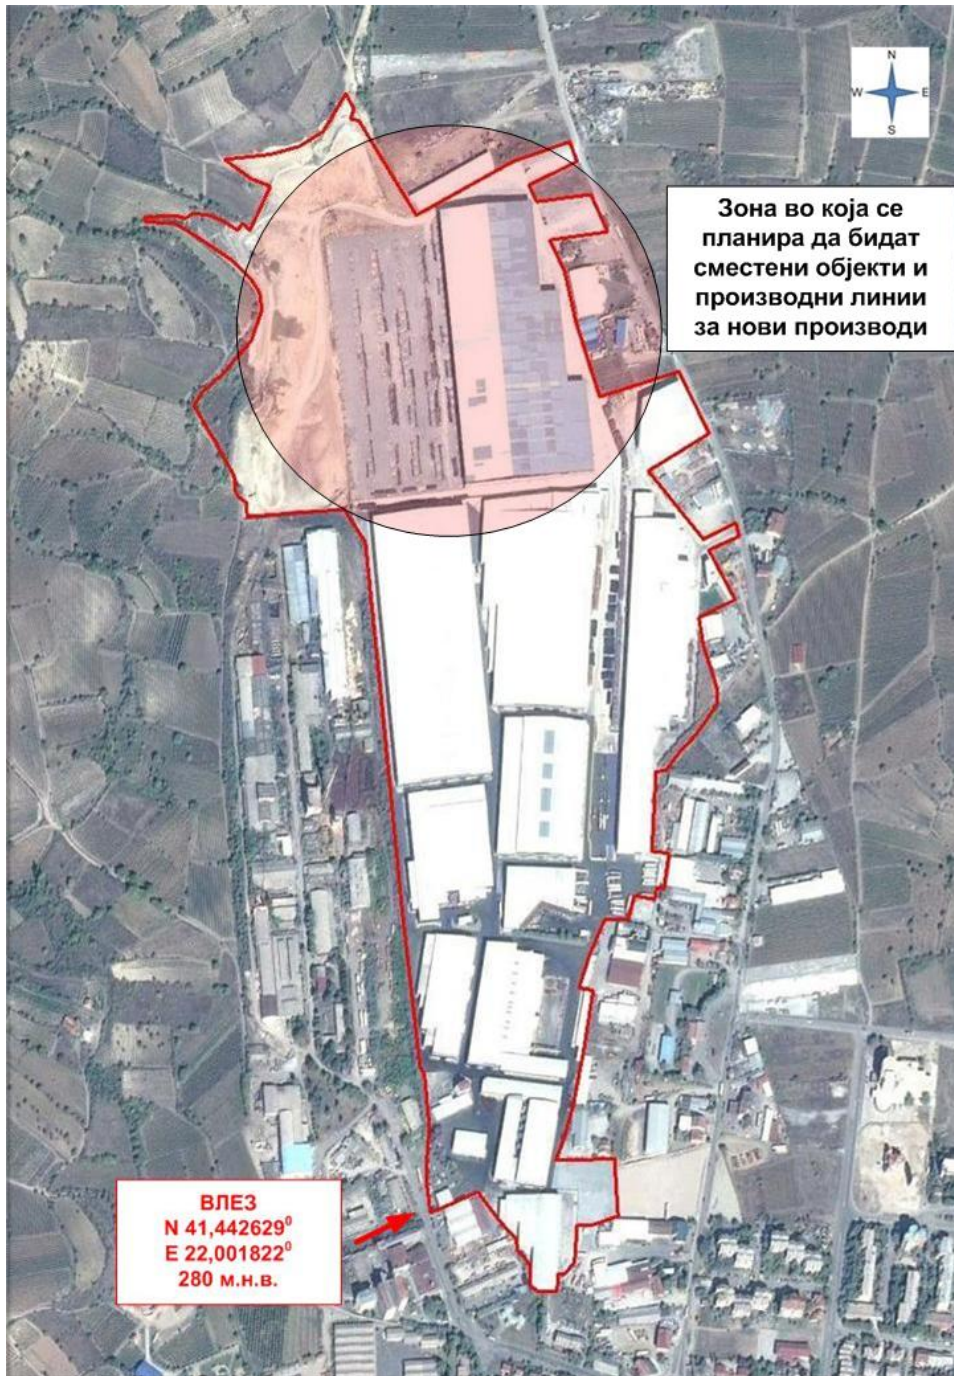 N
W E
S
Зона во која се
планира да бидат
сместени објекти и
производни линии
за нови производи
ВЛЕЗ
N 41,442629⁰
E 22,001822⁰
280 м.н.в.